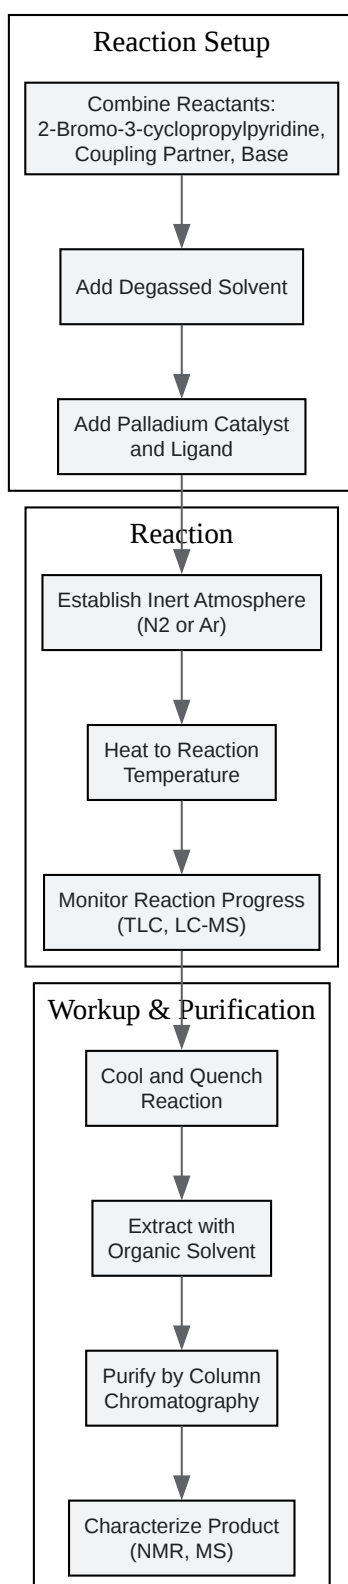 Reaction Setup
Combine Reactants:
2-Bromo-3-cyclopropylpyridine,
Coupling Partner, Base
Add Degassed Solvent
Add Palladium Catalyst
and Ligand
Reaction
Establish Inert Atmosphere
(N2 or Ar)
Heat to Reaction
Temperature
Monitor Reaction Progress
(TLC, LC-MS)
Workup & Purification
Cool and Quench
Reaction
Extract with
Organic Solvent
Purify by Column
Chromatography
Characterize Product
(NMR, MS)